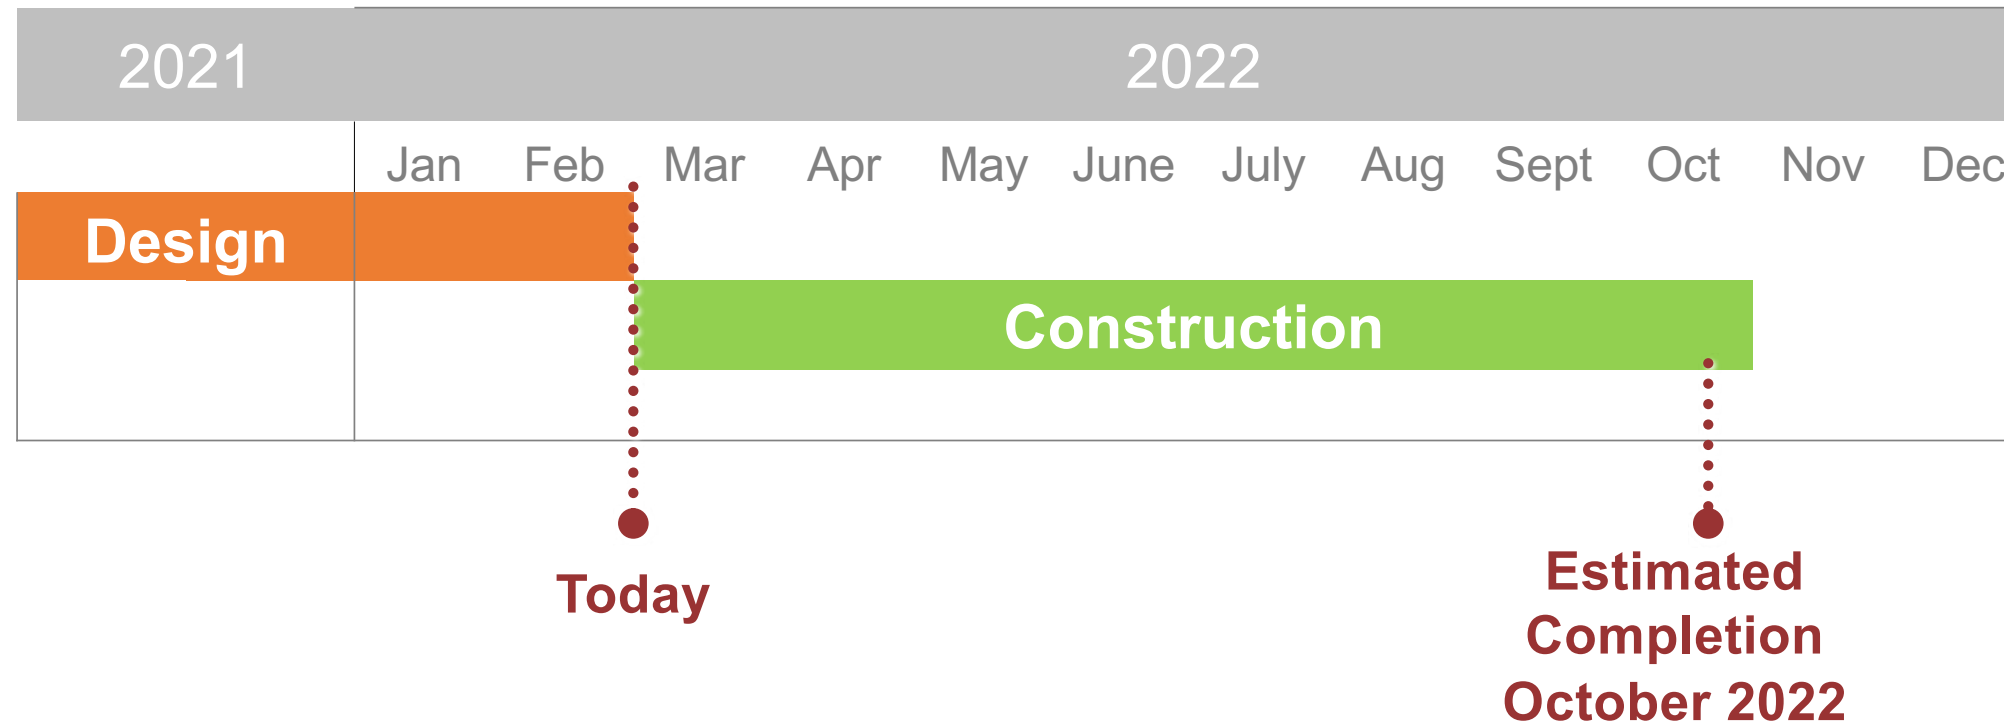 2021 2022
Jan Feb Mar Apr May June July Aug Sept Oct Nov Dec
Design
Construction
Today
Estimated
Completion
October 2022